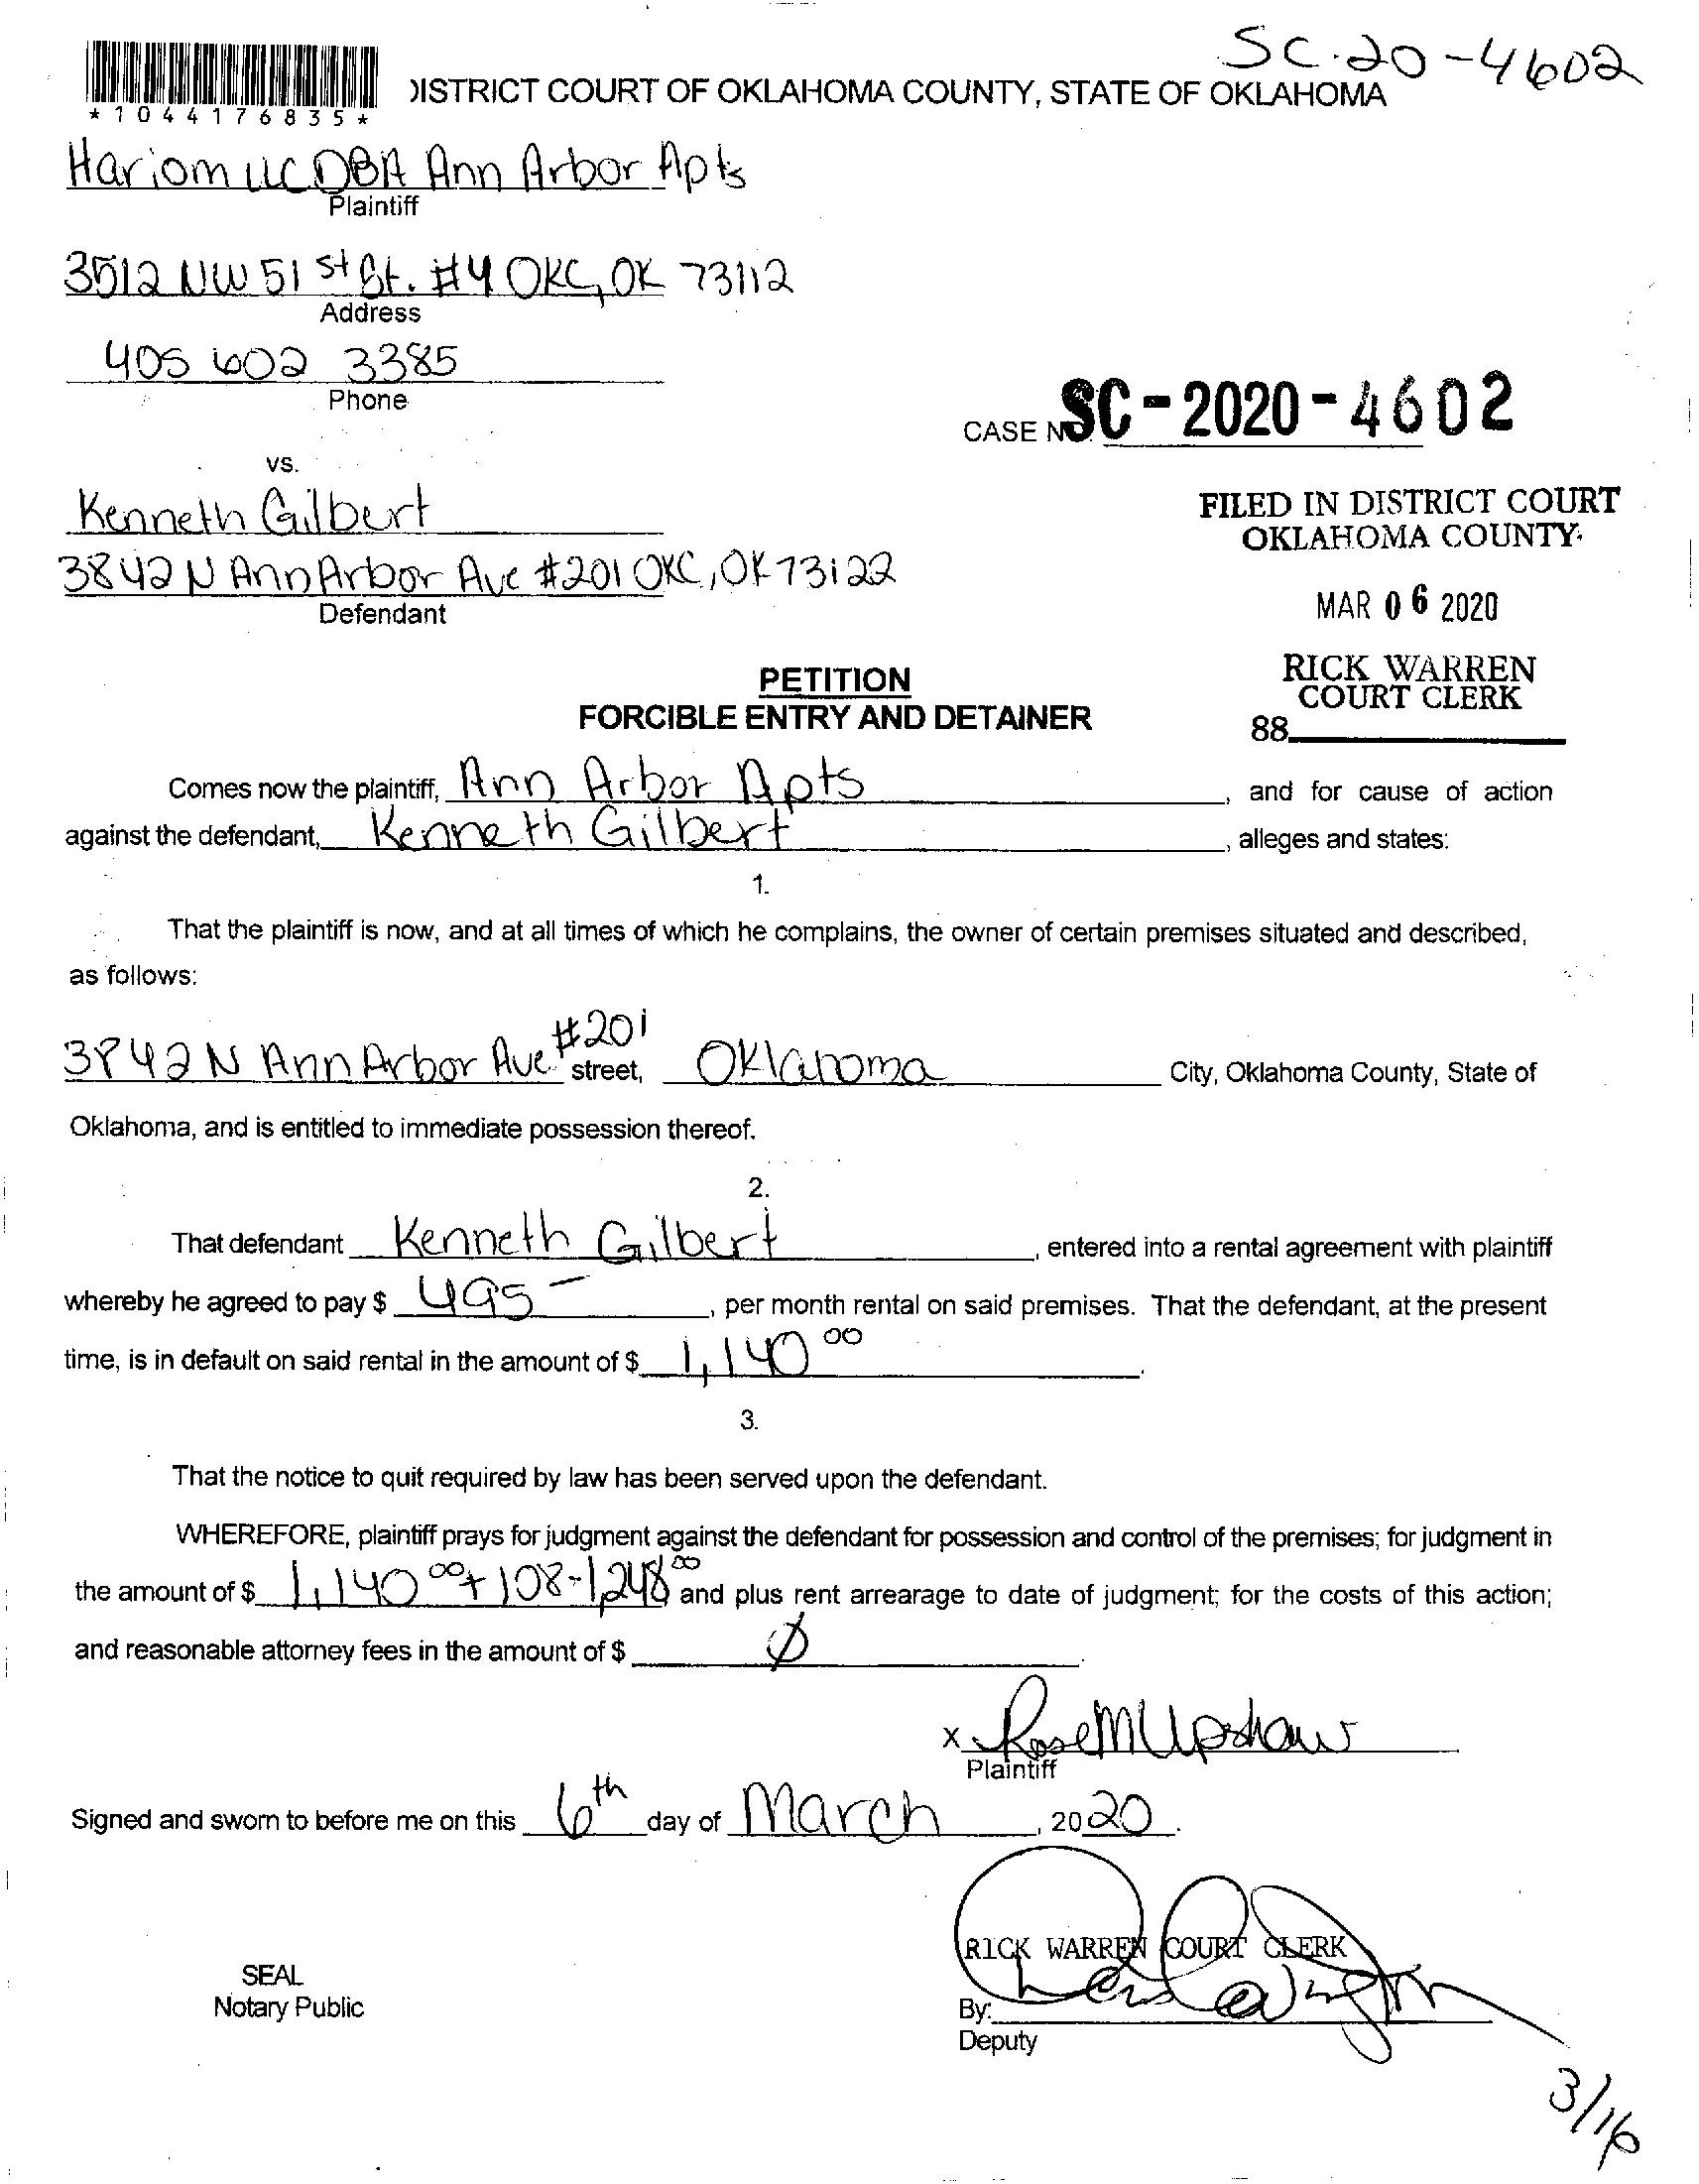 SC-20-4602
DISTRICT COURT OF OKLAHOMA COUNTY, STATE OF OKLAHOMA
*1044176835*
Hariom LLC DBA Ann Arbor Apts
Plaintiff
3512 NW 51st St. #4 OKC, OK 73112
Address
405 602 3385
Phone
CASE NO. SC-2020-4602
vs.
Kenneth Gilbert
FILED IN DISTRICT COURT
OKLAHOMA COUNTY
3842 N Ann Arbor Ave #201 OKC, OK 73122
Defendant
MAR 06 2020
RICK WARREN
COURT CLERK
88
PETITION
FORCIBLE ENTRY AND DETAINER
Comes now the plaintiff, Ann Arbor Apts, and for cause of action
against the defendant, Kenneth Gilbert, alleges and states:
1.
That the plaintiff is now, and at all times of which he complains, the owner of certain premises situated and described,
as follows:
3842 N Ann Arbor Ave #201 street, Oklahoma City, Oklahoma County, State of
Oklahoma, and is entitled to immediate possession thereof.
2.
That defendant Kenneth Gilbert, entered into a rental agreement with plaintiff
whereby he agreed to pay $ 495-, per month rental on said premises. That the defendant, at the present
time, is in default on said rental in the amount of $ 1,140 00.
3.
That the notice to quit required by law has been served upon the defendant.
WHEREFORE, plaintiff prays for judgment against the defendant for possession and control of the premises; for judgment in
the amount of $ 1,140 00 + 108-1,248 00 and plus rent arrearage to date of judgment; for the costs of this action;
and reasonable attorney fees in the amount of $ Ø.
x Rose M Upshaw
Plaintiff
Signed and sworn to before me on this 6th day of March, 2020.
RICK WARREN COURT CLERK
SEAL
Notary Public
By:
Deputy
3/16